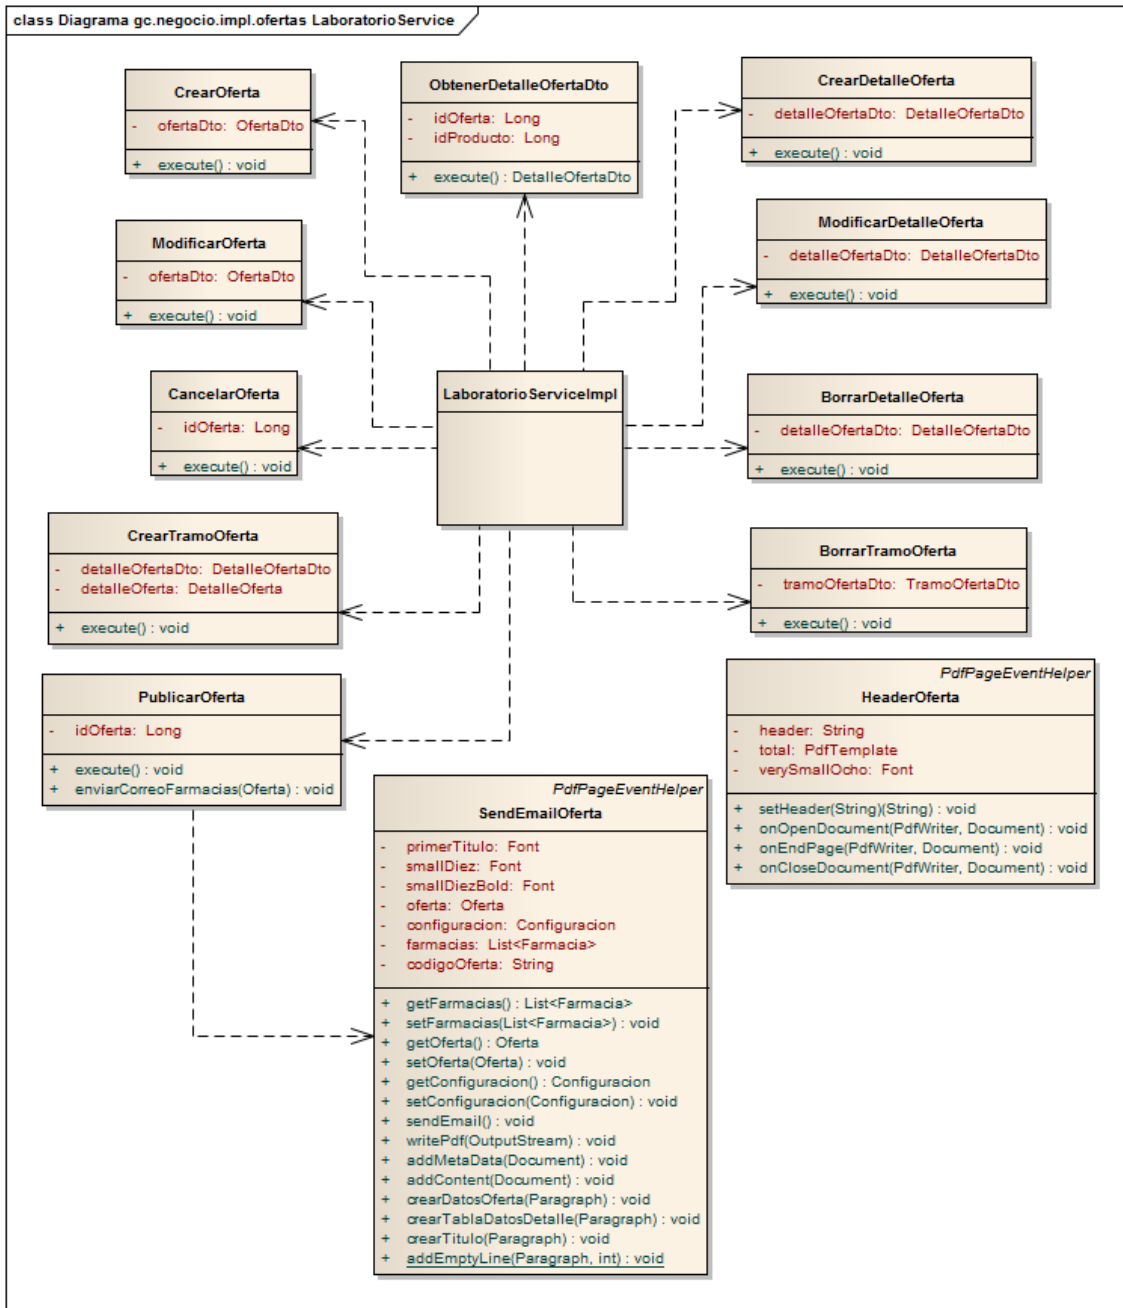 class Diagrama gc.negocio.impl.ofertas LaboratorioService
CrearOferta
- ofertaDto: OfertaDto
+ execute() : void
ObtenerDetalleOfertaDto
- idOferta: Long
- idProducto: Long
+ execute() : DetalleOfertaDto
CrearDetalleOferta
- detalleOfertaDto: DetalleOfertaDto
+ execute() : void
ModificarOferta
- ofertaDto: OfertaDto
+ execute() : void
ModificarDetalleOferta
- detalleOfertaDto: DetalleOfertaDto
+ execute() : void
CancelarOferta
- idOferta: Long
+ execute() : void
LaboratorioServiceImpl
BorrarDetalleOferta
- detalleOfertaDto: DetalleOfertaDto
+ execute() : void
CrearTramoOferta
- detalleOfertaDto: DetalleOfertaDto
- detalleOferta: DetalleOferta
+ execute() : void
BorrarTramoOferta
- tramoOfertaDto: TramoOfertaDto
+ execute() : void
PublicarOferta
- idOferta: Long
+ execute() : void
+ enviarCorreoFarmacias(Oferta) : void
PdfPageEventHelper
HeaderOferta
- header: String
- total: PdfTemplate
- verySmallOcho: Font
+ setHeader(String)(String) : void
+ onOpenDocument(PdfWriter, Document) : void
+ onEndPage(PdfWriter, Document) : void
+ onCloseDocument(PdfWriter, Document) : void
PdfPageEventHelper
SendEmailOferta
- primerTitulo: Font
- smallDiez: Font
- smallDiezBold: Font
- oferta: Oferta
- configuracion: Configuracion
- farmacias: List<Farmacia>
- codigoOferta: String
+ getFarmacias() : List<Farmacia>
+ setFarmacias(List<Farmacia>) : void
+ getOferta() : Oferta
+ setOferta(Oferta) : void
+ getConfiguracion() : Configuracion
+ setConfiguracion(Configuracion) : void
+ sendEmail() : void
+ writePdf(OutputStream) : void
+ addMetaData(Document) : void
+ addContent(Document) : void
+ crearDatosOferta(Paragraph) : void
+ crearTablaDatosDetalle(Paragraph) : void
+ crearTitulo(Paragraph) : void
+ addEmptyLine(Paragraph, int) : void